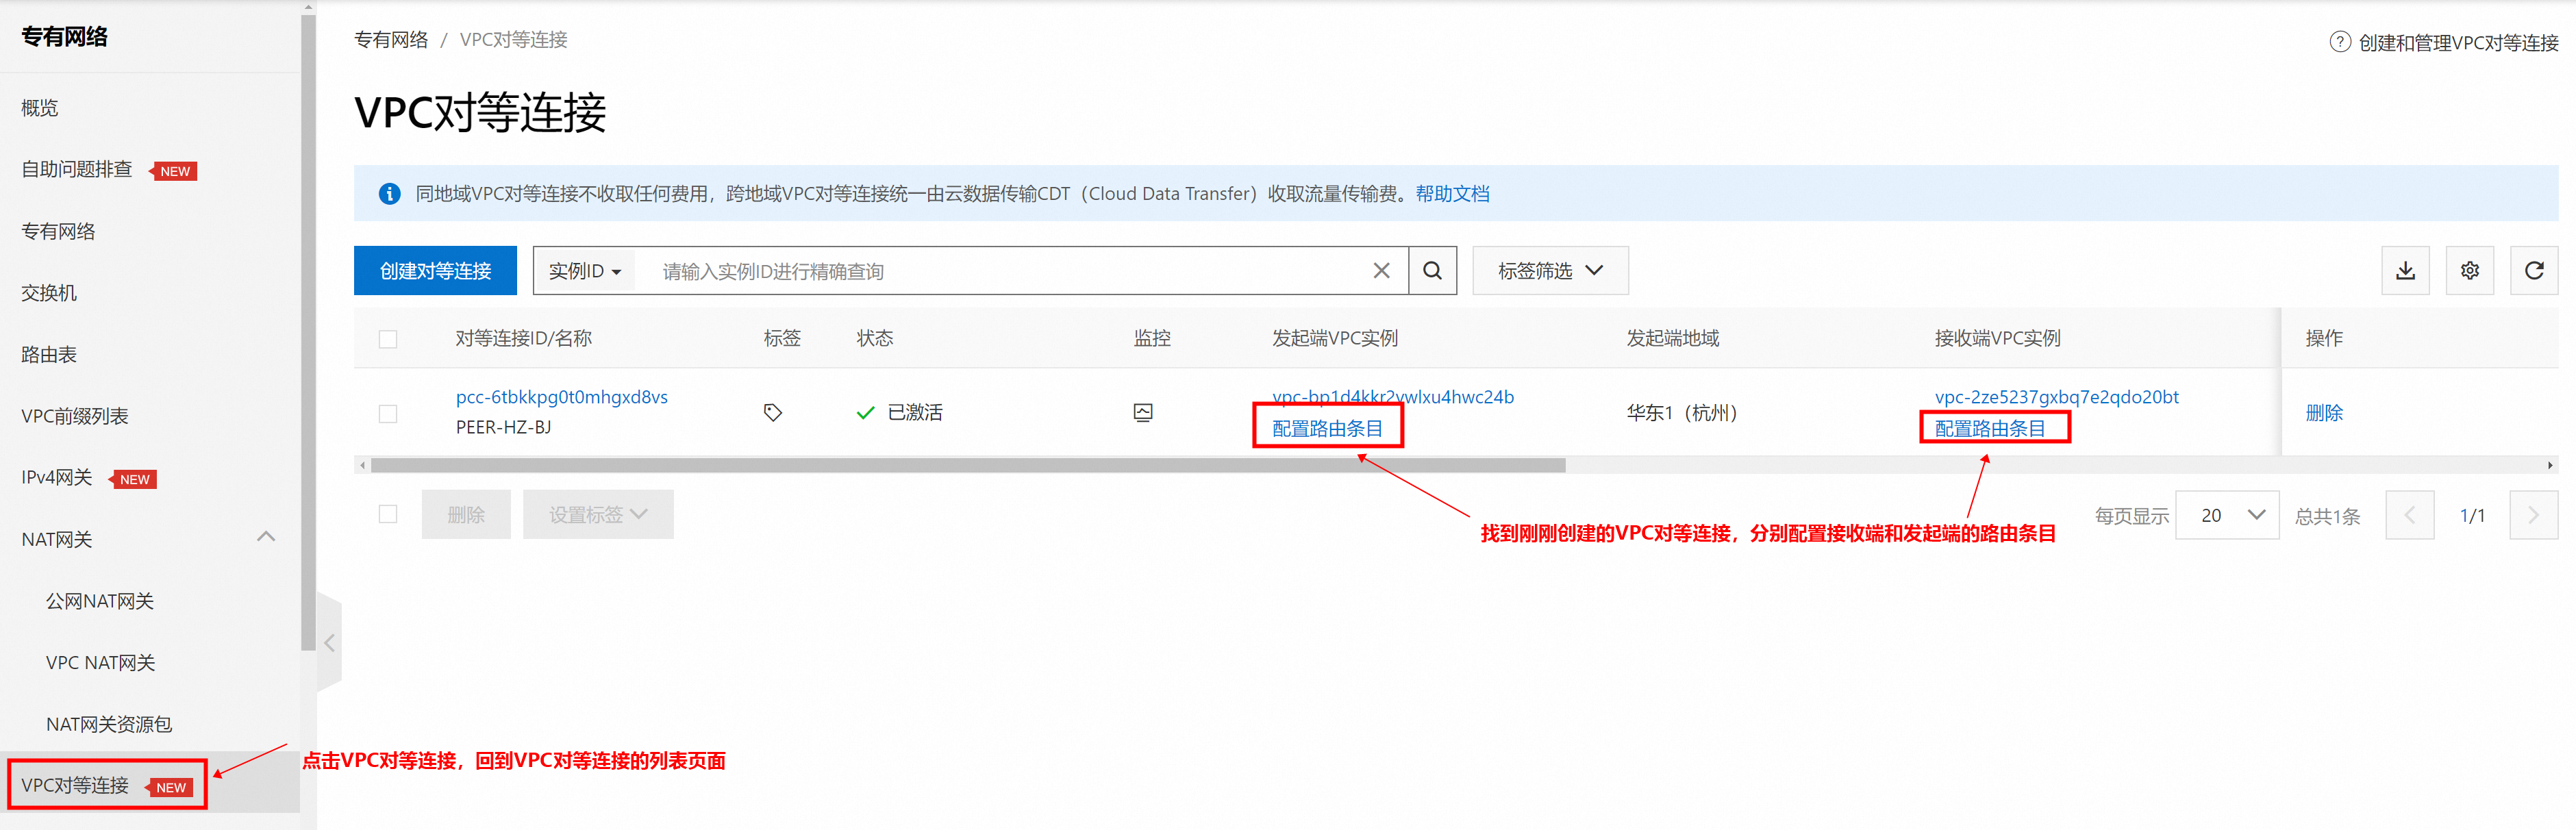 专有网络
概览
自助问题排查 NEW
专有网络
交换机
路由表
VPC前缀列表
IPv4网关 NEW
NAT网关
公网NAT网关
VPC NAT网关
NAT网关资源包
VPC对等连接 NEW
点击VPC对等连接，回到VPC对等连接的列表页面
专有网络 / VPC对等连接
? 创建和管理VPC对等连接
VPC对等连接
同地域VPC对等连接不收取任何费用，跨地域VPC对等连接统一由云数据传输CDT（Cloud Data Transfer）收取流量传输费。帮助文档
创建对等连接 实例ID 请输入实例ID进行精确查询 标签筛选
对等连接ID/名称 标签 状态 监控 发起端VPC实例 发起端地域 接收端VPC实例 操作
pcc-6tbkkpg0t0mhgxd8vs 已激活 vpc-bp1d4kkr2vwlxu4hwc24b 华东1（杭州） vpc-2ze5237gxbq7e2qdo20bt 删除
PEER-HZ-BJ 配置路由条目 配置路由条目
删除 设置标签 每页显示 20 总共1条 1/1
找到刚刚创建的VPC对等连接，分别配置接收端和发起端的路由条目